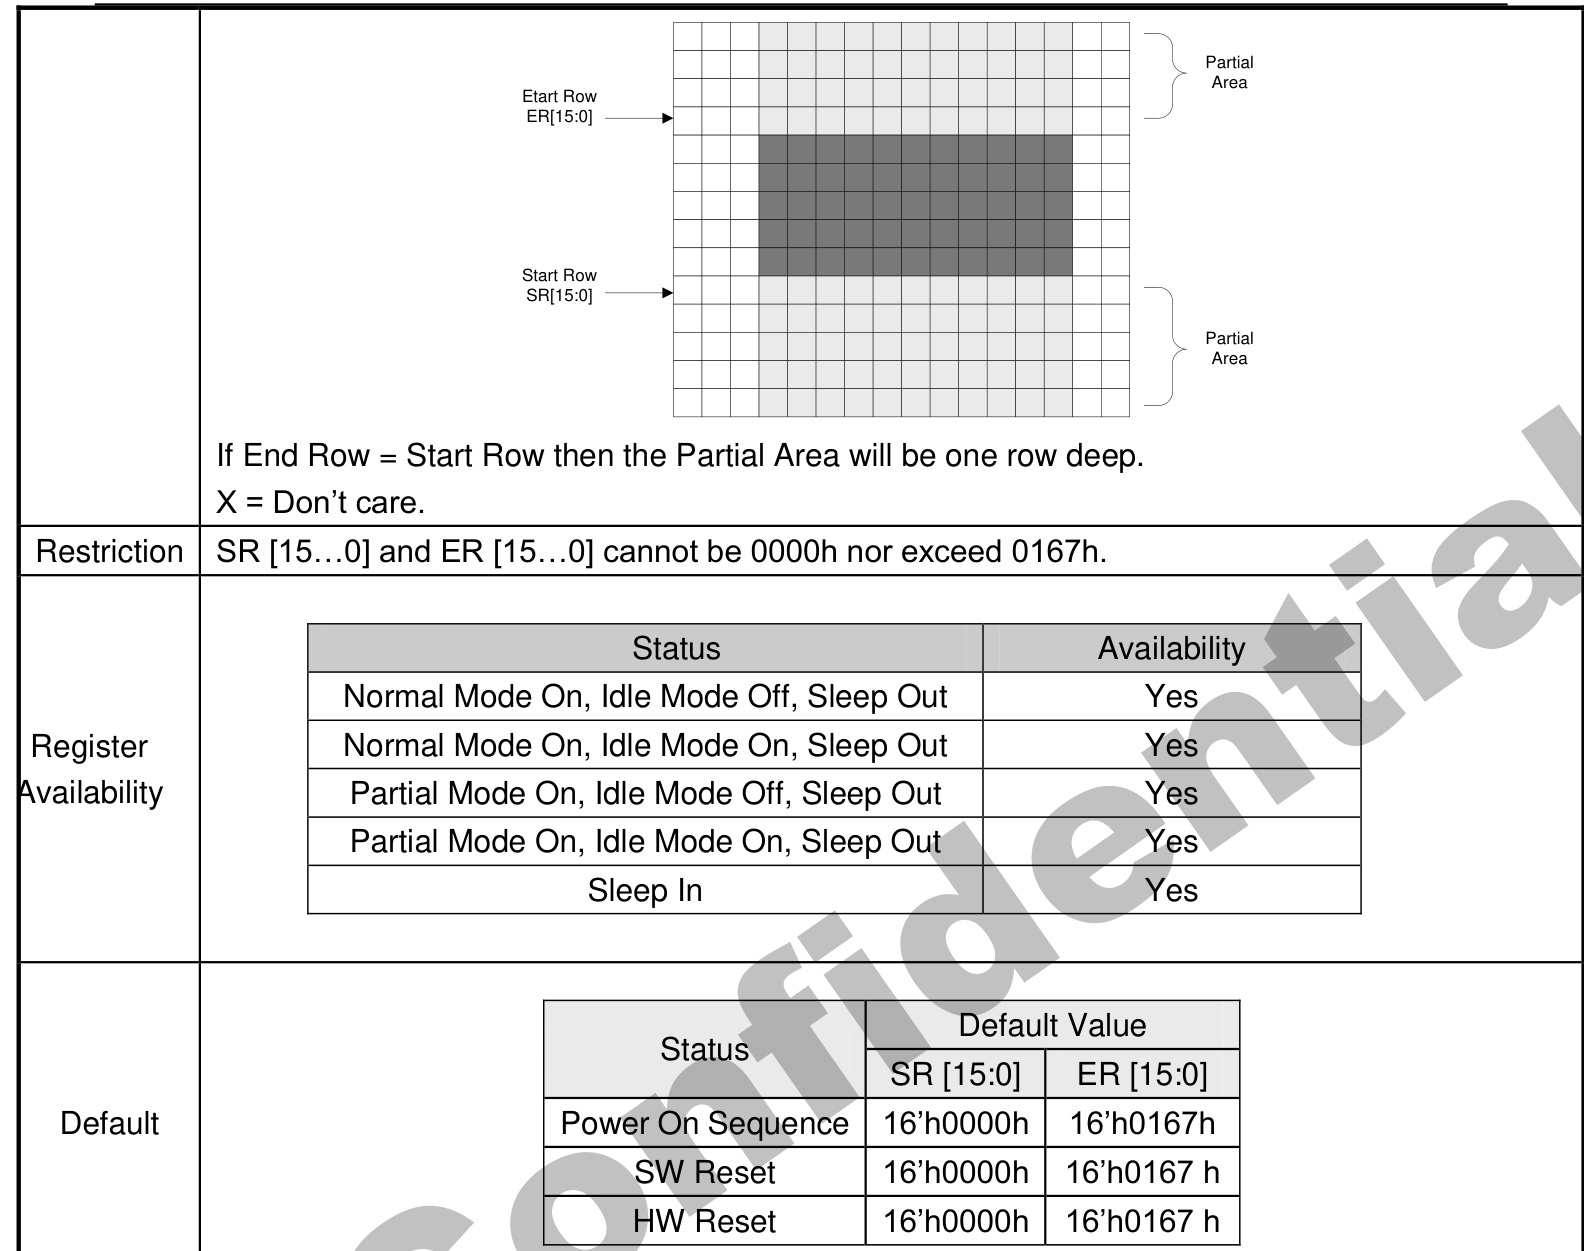 Partial
Area
Etart Row
ER[15:0]
Start Row
SR[15:0]
Partial
Area
If End Row = Start Row then the Partial Area will be one row deep.
X = Don’t care.
Restriction SR [15…0] and ER [15…0] cannot be 0000h nor exceed 0167h.
Register
Availability
Status Availability
Normal Mode On, Idle Mode Off, Sleep Out Yes
Normal Mode On, Idle Mode On, Sleep Out Yes
Partial Mode On, Idle Mode Off, Sleep Out Yes
Partial Mode On, Idle Mode On, Sleep Out Yes
Sleep In Yes
Default
Status Default Value
SR [15:0] ER [15:0]
Power On Sequence 16’h0000h 16’h0167h
SW Reset 16’h0000h 16’h0167 h
HW Reset 16’h0000h 16’h0167 h
Confidential